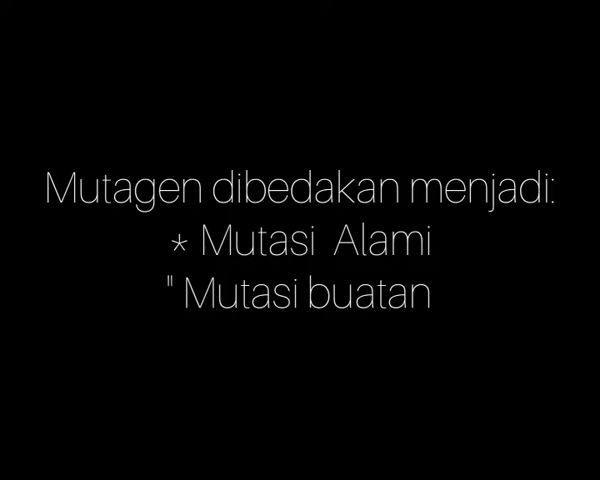 Mutagen dibedakan menjadi:
* Mutasi Alami
" Mutasi buatan